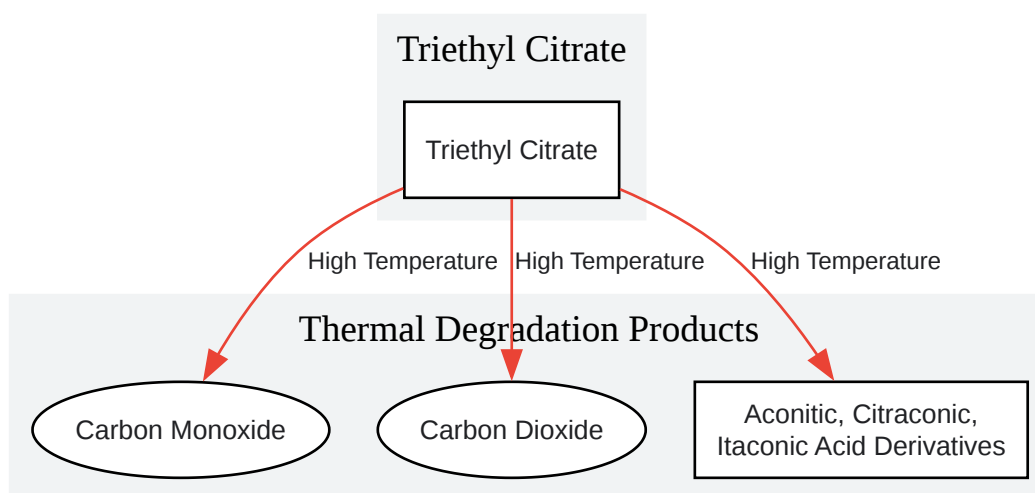 Triethyl Citrate
Triethyl Citrate
High Temperature
High Temperature
High Temperature
Thermal Degradation Products
Carbon Monoxide
Carbon Dioxide
Aconitic, Citraconic,
Itaconic Acid Derivatives